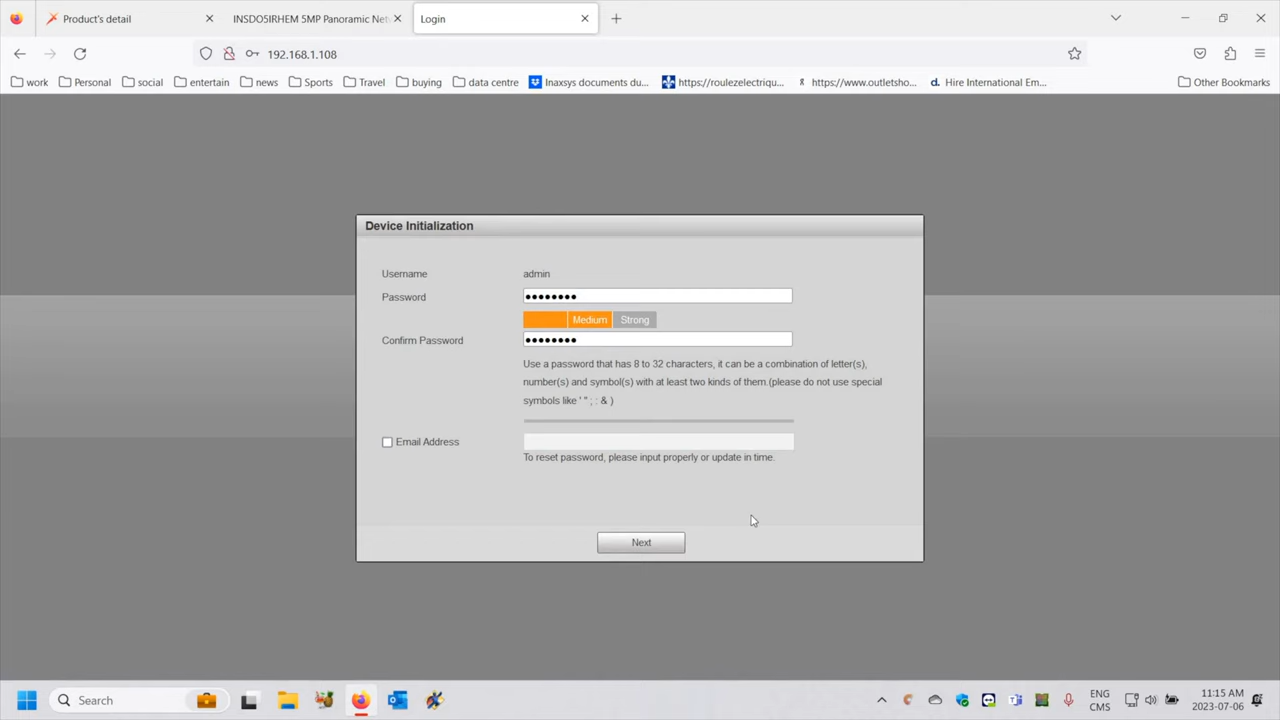 Product's detail
INSDO5IRHEM 5MP Panoramic Net
Login
192.168.1.108
work
Personal
social
entertain
news
Sports
Travel
buying
data centre
Inaxsys documents du...
https://roulezelectriqu...
https://www.outletsho...
d. Hire International Em...
Other Bookmarks
Device Initialization
Username admin
Password ●●●●●●●●
Medium Strong
Confirm Password ●●●●●●●●
Use a password that has 8 to 32 characters, it can be a combination of letter(s),
number(s) and symbol(s) with at least two kinds of them.(please do not use special
symbols like ' " ; : & )
Email Address
To reset password, please input properly or update in time.
Next
Search
ENG
CMS
11:15 AM
2023-07-06